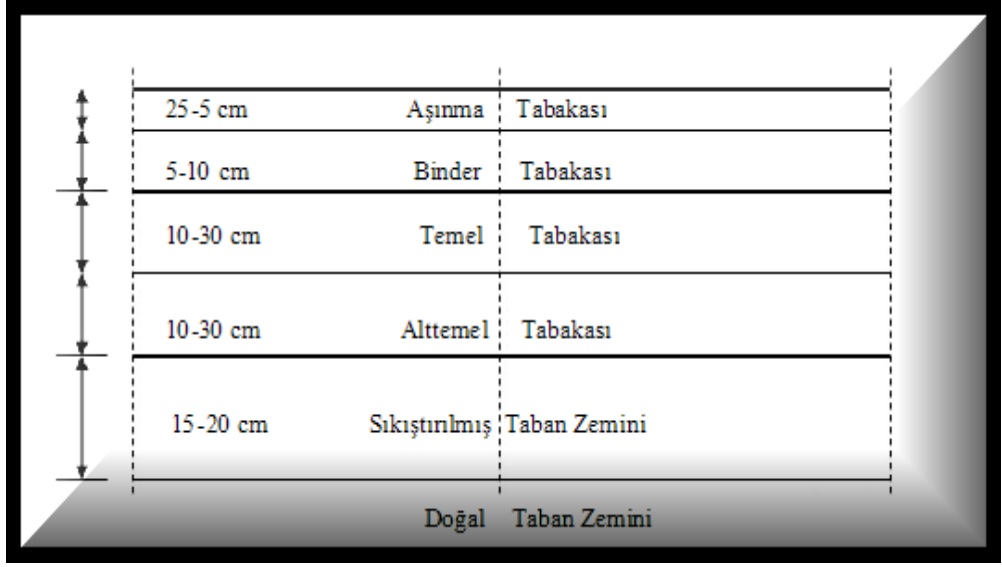 25-5 cm Aşınma Tabakası
5-10 cm Binder Tabakası
10-30 cm Temel Tabakası
10-30 cm Alttemel Tabakası
15-20 cm Sıkıştırılmış Taban Zemini
Doğal Taban Zemini